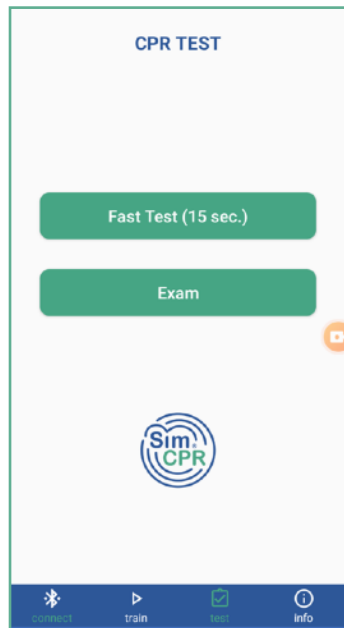 CPR TEST
Fast Test (15 sec.)
Exam
Sim®
CPR
connect train test info